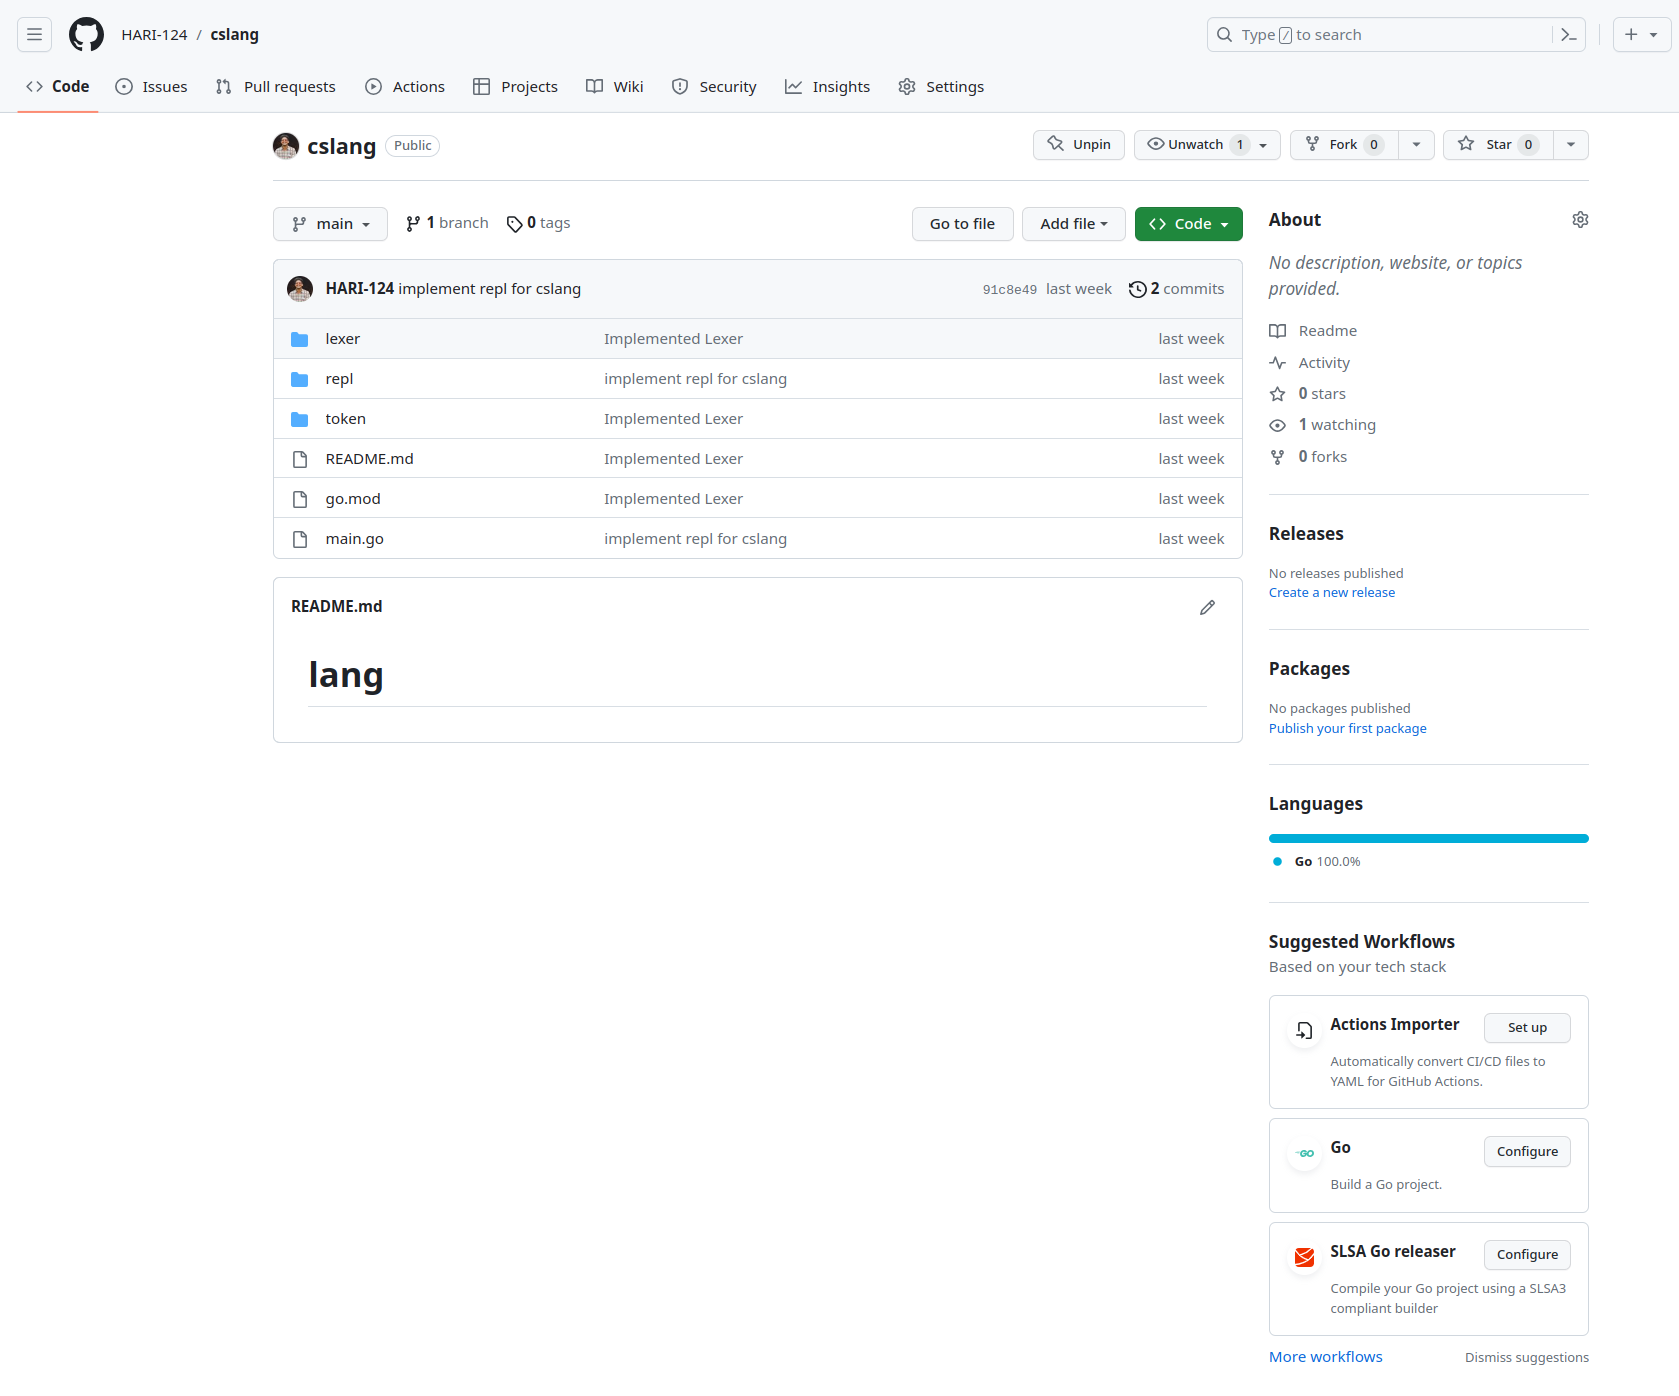 HARI-124 / cslang
Type / to search
Code Issues Pull requests Actions Projects Wiki Security Insights Settings
cslang Public
Unpin Unwatch 1 Fork 0 Star 0
main 1 branch 0 tags Go to file Add file Code
HARI-124 implement repl for cslang 91c8e49 last week 2 commits
lexer Implemented Lexer last week
repl implement repl for cslang last week
token Implemented Lexer last week
README.md Implemented Lexer last week
go.mod Implemented Lexer last week
main.go implement repl for cslang last week
README.md
lang
About
No description, website, or topics
provided.
Readme
Activity
0 stars
1 watching
0 forks
Releases
No releases published
Create a new release
Packages
No packages published
Publish your first package
Languages
Go 100.0%
Suggested Workflows
Based on your tech stack
Actions Importer Set up
Automatically convert CI/CD files to
YAML for GitHub Actions.
GO Go Configure
Build a Go project.
SLSA Go releaser Configure
Compile your Go project using a SLSA3
compliant builder
More workflows Dismiss suggestions